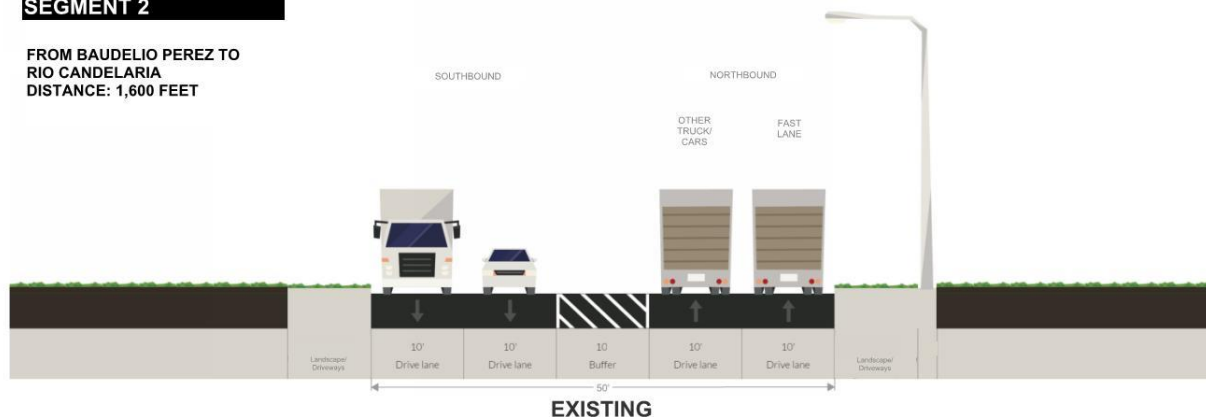 SEGMENT 2
FROM BAUDELIO PEREZ TO
RIO CANDELARIA
DISTANCE: 1,600 FEET
SOUTHBOUND
NORTHBOUND
OTHER
TRUCK/
CARS
FAST
LANE
Landscape/
Driveways
10'
Drive lane
10'
Drive lane
10
Buffer
10'
Drive lane
10'
Drive lane
Landscape/
Driveways
50'
EXISTING